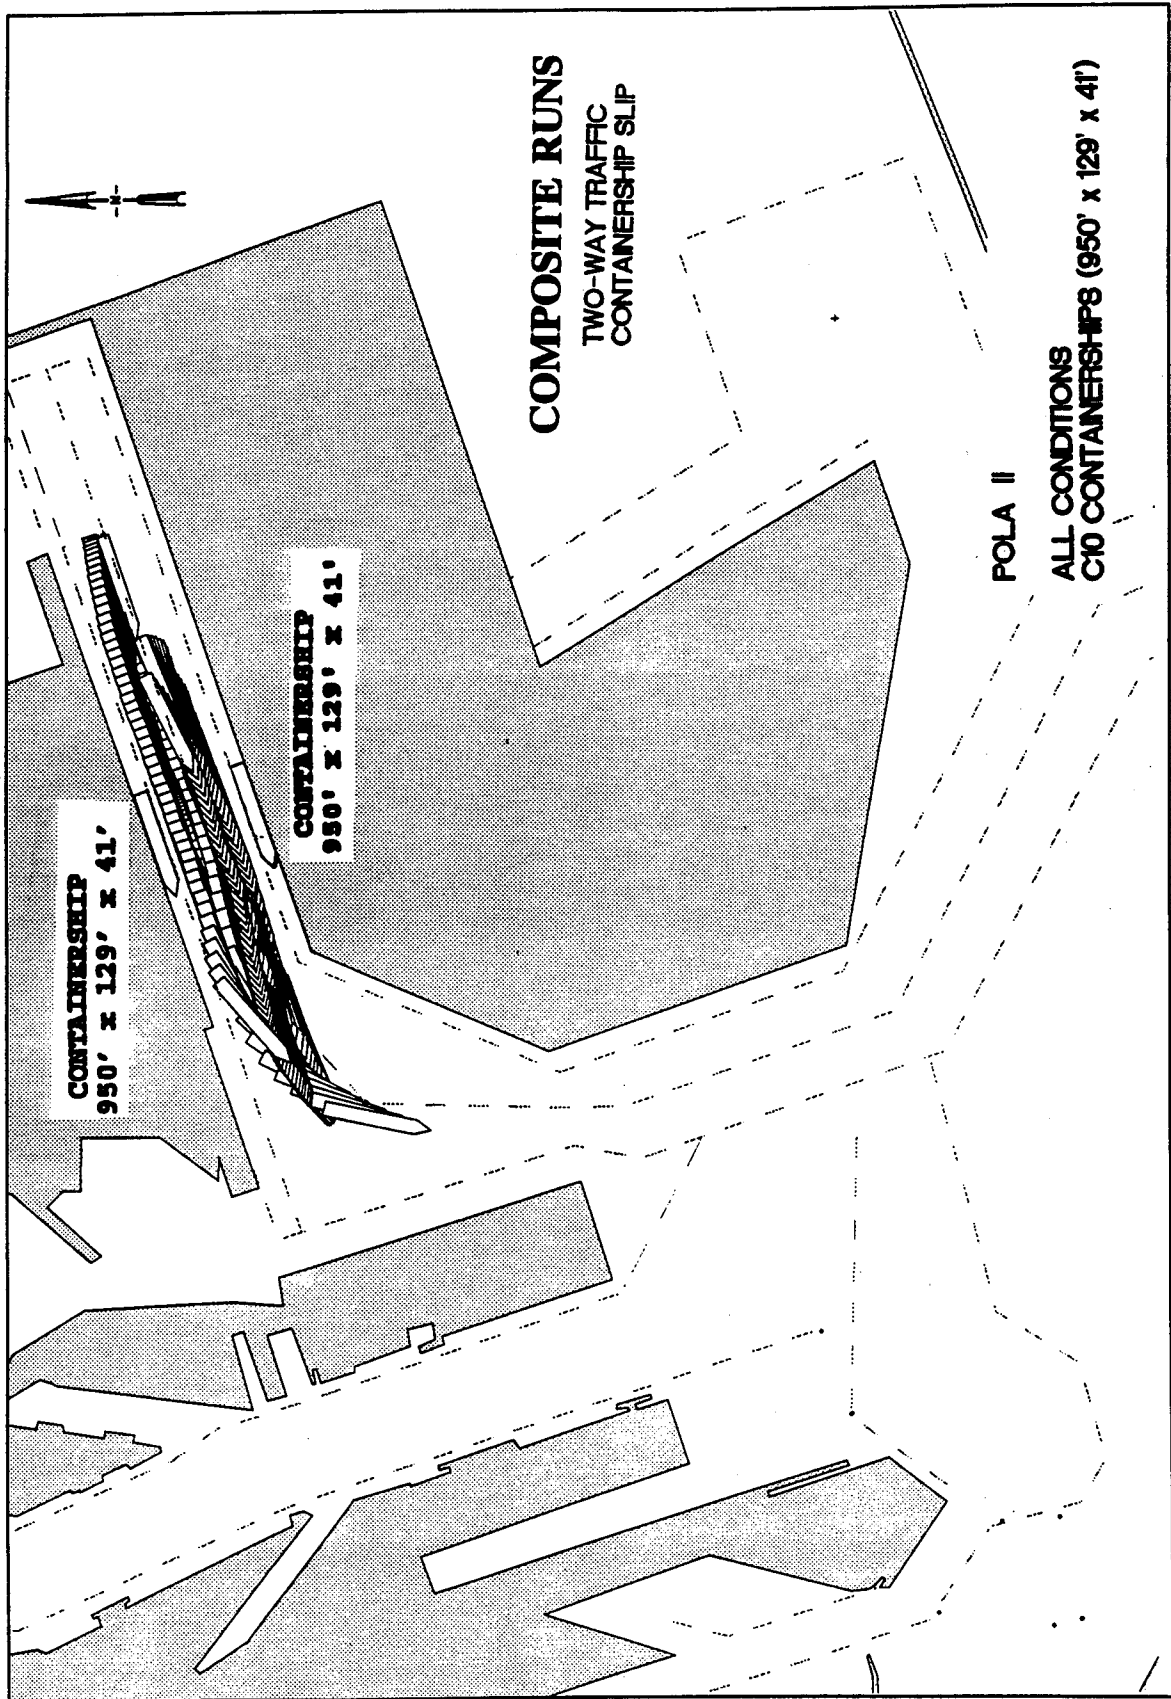 COMPOSITE RUNS
TWO-WAY TRAFFIC
CONTAINERSHIP SLIP
CONTAINERSHIP
950' x 129' x 41'
CONTAINERSHIP
950' x 129' x 41'
N
POLA II
ALL CONDITIONS
C10 CONTAINERSHIPS (950' x 129' x 41')